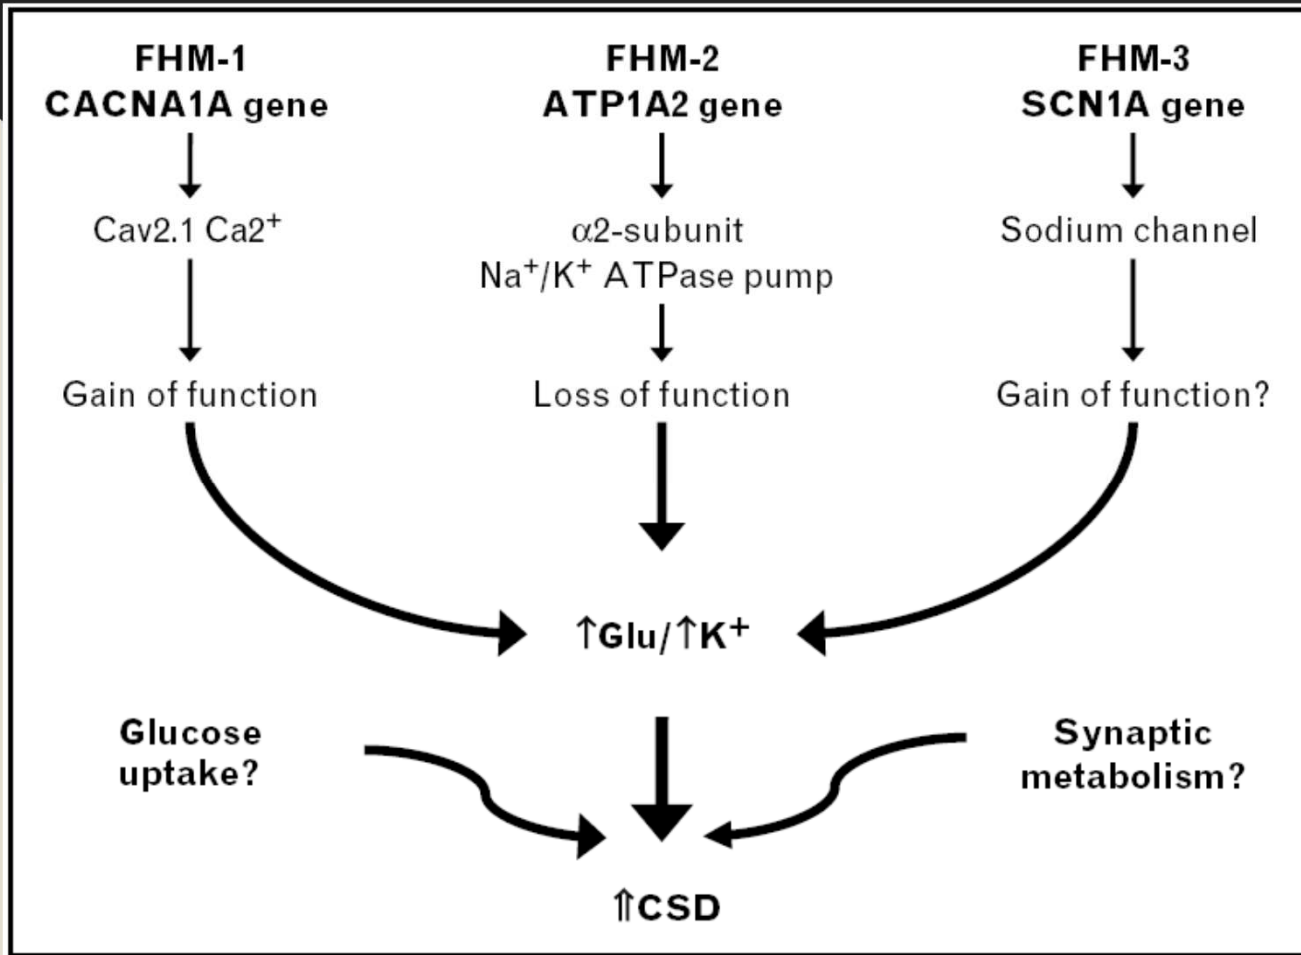 FHM-1
CACNA1A gene
FHM-2
ATP1A2 gene
FHM-3
SCN1A gene
Cav2.1 Ca2⁺
α2-subunit
Na⁺/K⁺ ATPase pump
Sodium channel
Gain of function
Loss of function
Gain of function?
↑Glu/↑K⁺
Glucose
uptake?
Synaptic
metabolism?
⇑CSD